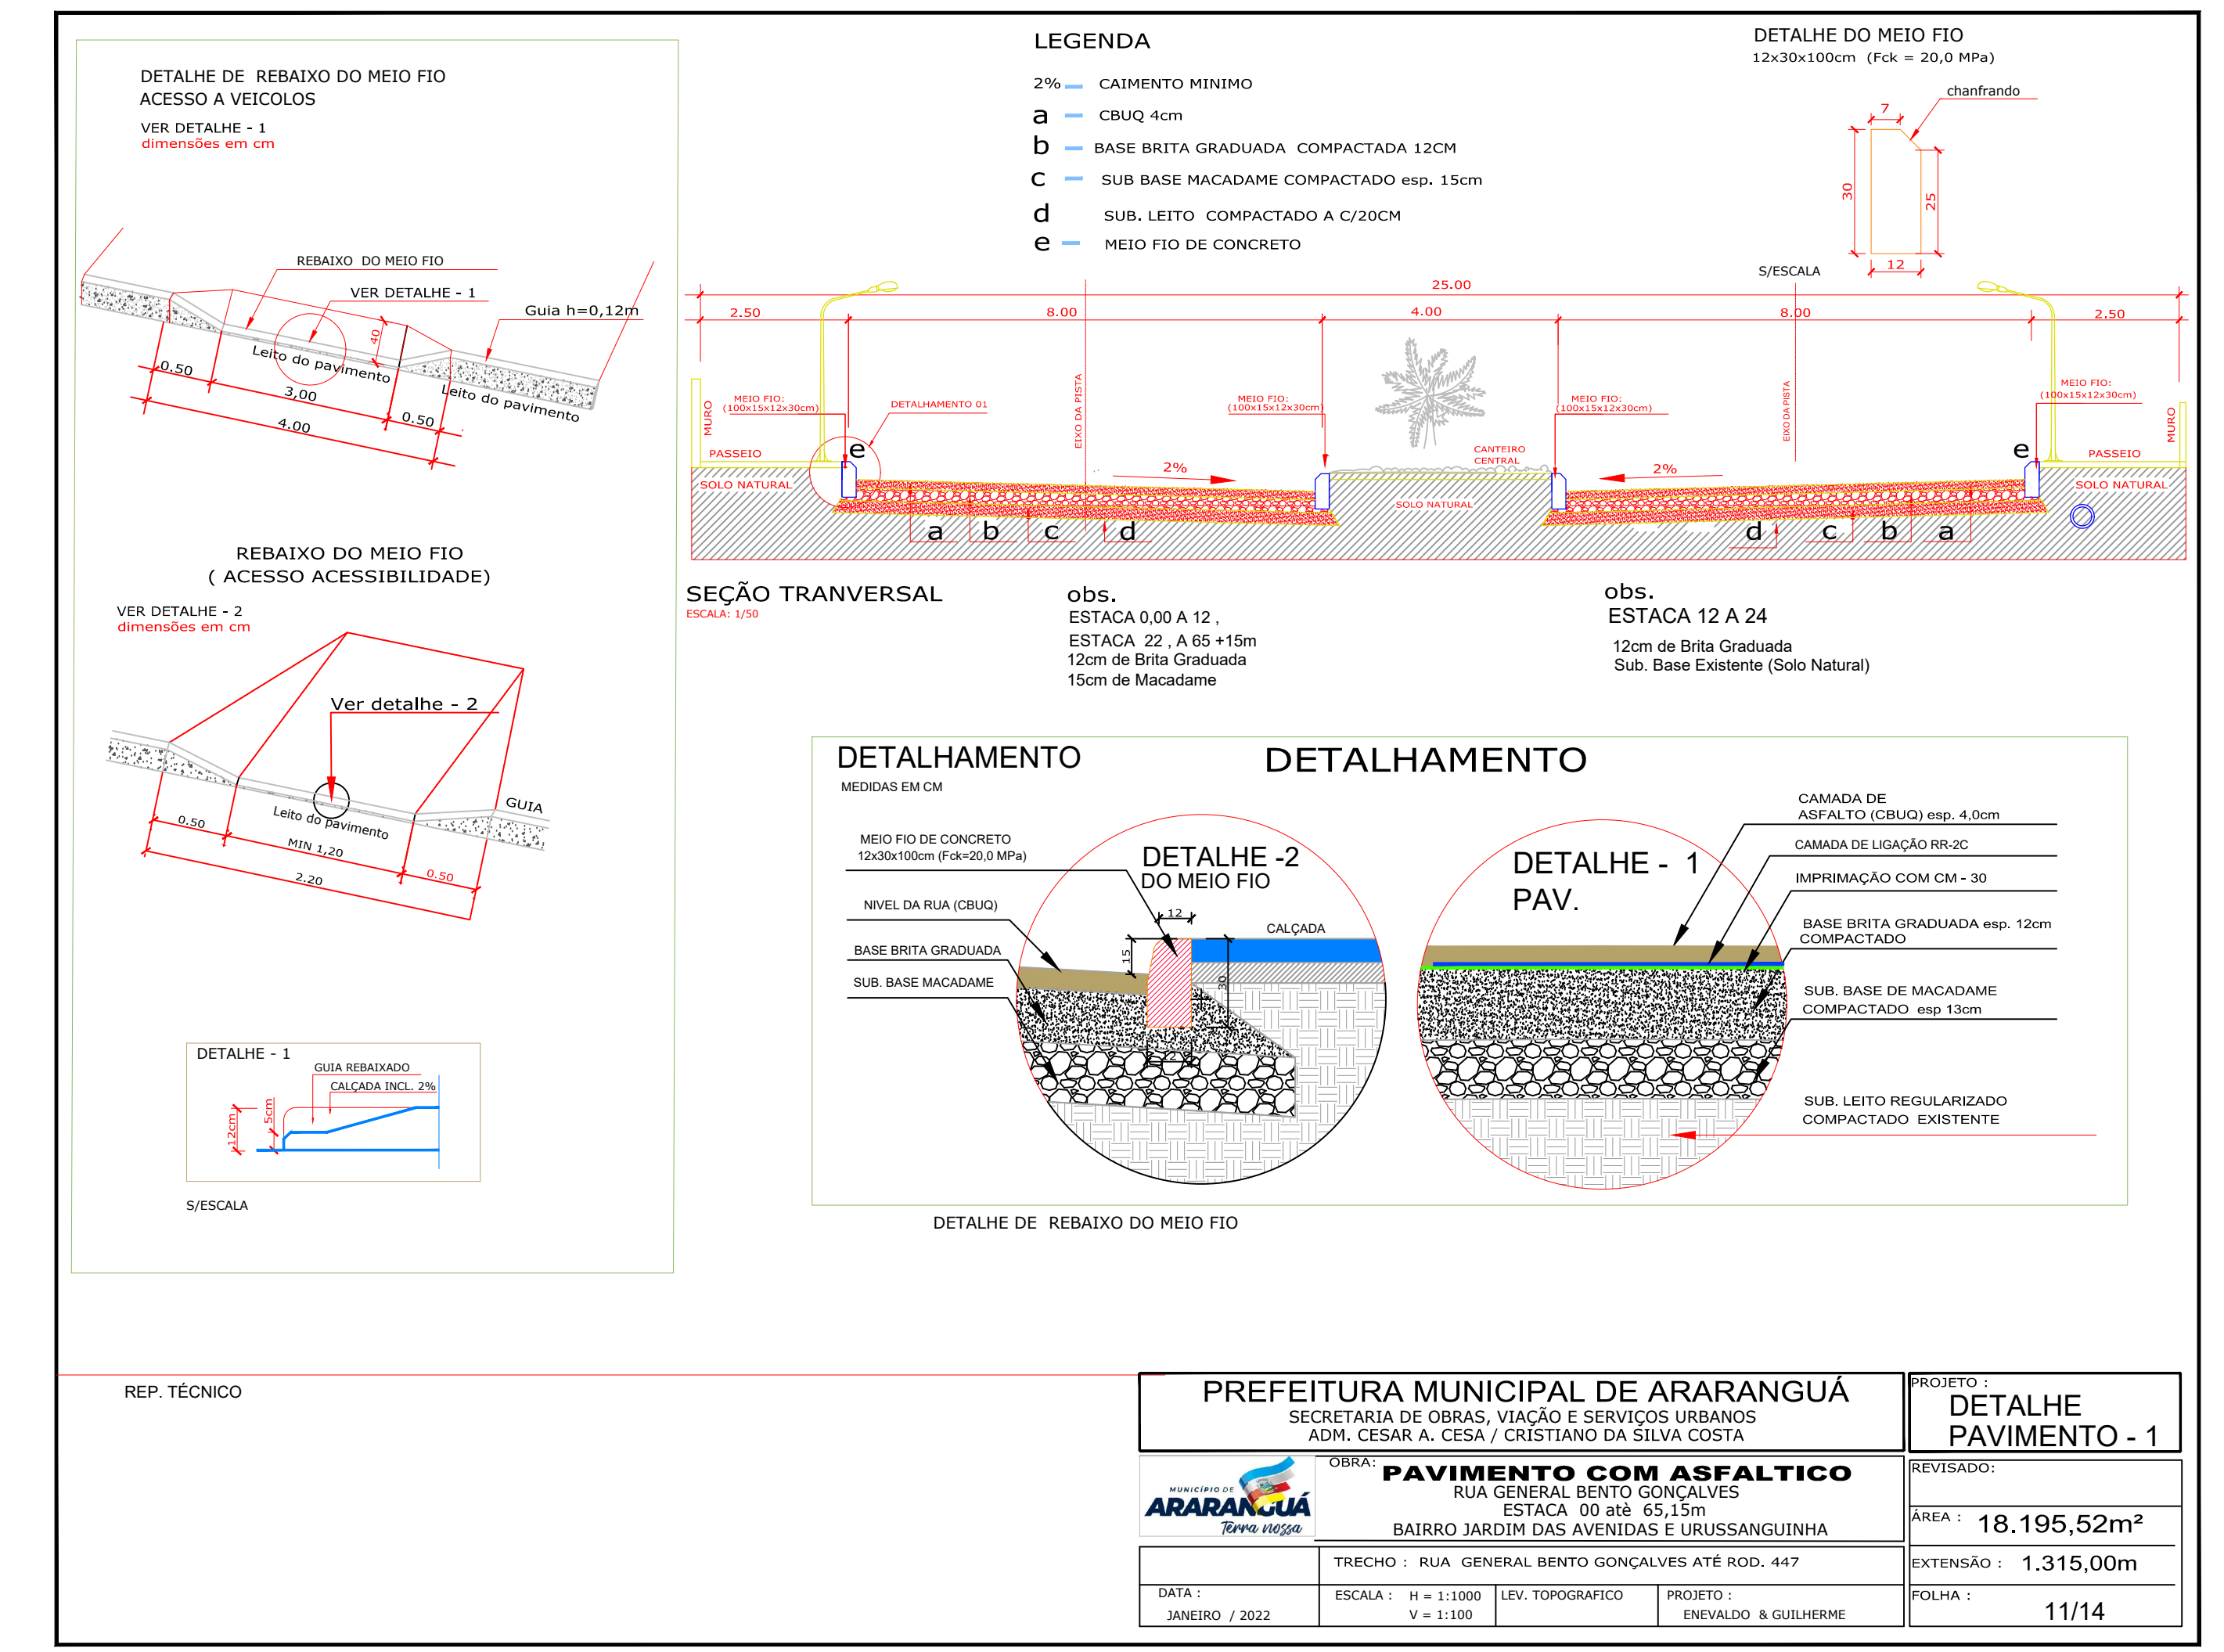 DETALHE DE REBAIXO DO MEIO FIO
ACESSO A VEICOLOS
VER DETALHE - 1
dimensões em cm
REBAIXO DO MEIO FIO
VER DETALHE - 1
Guia h=0,12m
40
Leito do pavimento
Leito do pavimento
0.50
3,00
0.50
4.00
REBAIXO DO MEIO FIO
( ACESSO ACESSIBILIDADE)
VER DETALHE - 2
dimensões em cm
Ver detalhe - 2
GUIA
Leito do pavimento
0.50
MIN 1,20
0.50
2.20
DETALHE - 1
GUIA REBAIXADO
CALÇADA INCL. 2%
12cm
5cm
S/ESCALA
LEGENDA
2% CAIMENTO MINIMO
a CBUQ 4cm
b BASE BRITA GRADUADA COMPACTADA 12CM
c SUB BASE MACADAME COMPACTADO esp. 15cm
d SUB. LEITO COMPACTADO A C/20CM
e MEIO FIO DE CONCRETO
DETALHE DO MEIO FIO
12x30x100cm (Fck = 20,0 MPa)
chanfrando
7
30
25
12
S/ESCALA
25.00
2.50
8.00
4.00
8.00
2.50
MURO
MEIO FIO:
(100x15x12x30cm)
DETALHAMENTO 01
EIXO DA PISTA
MEIO FIO:
(100x15x12x30cm)
MEIO FIO:
(100x15x12x30cm)
EIXO DA PISTA
MEIO FIO:
(100x15x12x30cm)
MURO
PASSEIO
e
2%
CANTEIRO
CENTRAL
2%
e
PASSEIO
SOLO NATURAL
SOLO NATURAL
SOLO NATURAL
a b c d
d c b a
SEÇÃO TRANVERSAL
ESCALA: 1/50
obs.
ESTACA 0,00 A 12 ,
ESTACA 22 , A 65 +15m
12cm de Brita Graduada
15cm de Macadame
obs.
ESTACA 12 A 24
12cm de Brita Graduada
Sub. Base Existente (Solo Natural)
DETALHAMENTO
MEDIDAS EM CM
DETALHAMENTO
MEIO FIO DE CONCRETO
12x30x100cm (Fck=20,0 MPa)
NIVEL DA RUA (CBUQ)
BASE BRITA GRADUADA
SUB. BASE MACADAME
DETALHE -2
DO MEIO FIO
12
15
30
12
CALÇADA
DETALHE - 1
PAV.
CAMADA DE
ASFALTO (CBUQ) esp. 4,0cm
CAMADA DE LIGAÇÃO RR-2C
IMPRIMAÇÃO COM CM - 30
BASE BRITA GRADUADA esp. 12cm
COMPACTADO
SUB. BASE DE MACADAME
COMPACTADO esp 13cm
SUB. LEITO REGULARIZADO
COMPACTADO EXISTENTE
DETALHE DE REBAIXO DO MEIO FIO
REP. TÉCNICO
PREFEITURA MUNICIPAL DE ARARANGUÁ
SECRETARIA DE OBRAS, VIAÇÃO E SERVIÇOS URBANOS
ADM. CESAR A. CESA / CRISTIANO DA SILVA COSTA
PROJETO :
DETALHE
PAVIMENTO - 1
MUNICÍPIO DE
ARARANGUÁ
Terra nossa
OBRA: PAVIMENTO COM ASFALTICO
RUA GENERAL BENTO GONÇALVES
ESTACA 00 atè 65,15m
BAIRRO JARDIM DAS AVENIDAS E URUSSANGUINHA
REVISADO:
ÁREA : 18.195,52m²
TRECHO : RUA GENERAL BENTO GONÇALVES ATÉ ROD. 447
EXTENSÃO : 1.315,00m
DATA :
JANEIRO / 2022
ESCALA : H = 1:1000
V = 1:100
LEV. TOPOGRAFICO
PROJETO :
ENEVALDO & GUILHERME
FOLHA :
11/14